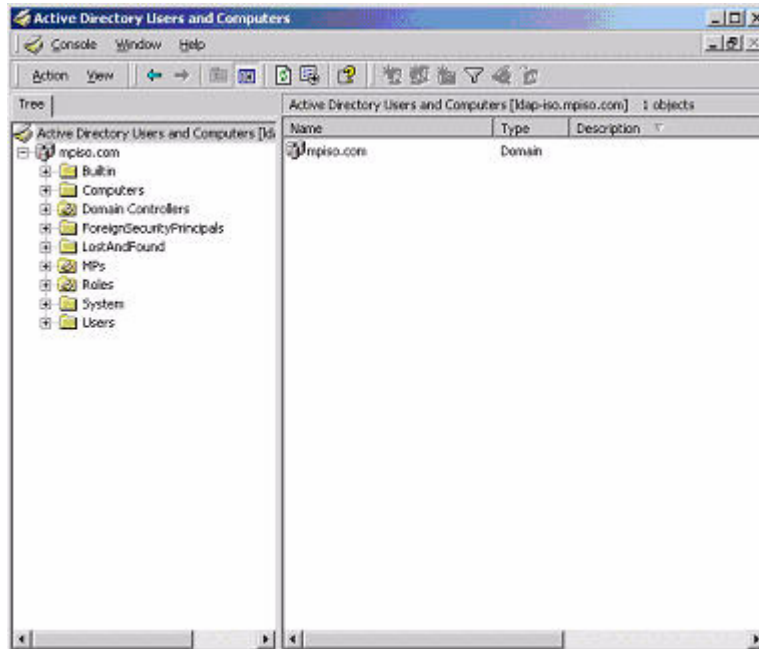 Active Directory Users and Computers
Console Window Help
Action View
Tree
Active Directory Users and Computers [ldap-iso.mpiso.com] 1 objects
Active Directory Users and Computers [lda
mpiso.com
Builtin
Computers
Domain Controllers
ForeignSecurityPrincipals
LostAndFound
MPs
Roles
System
Users
Name Type Description
mpiso.com Domain